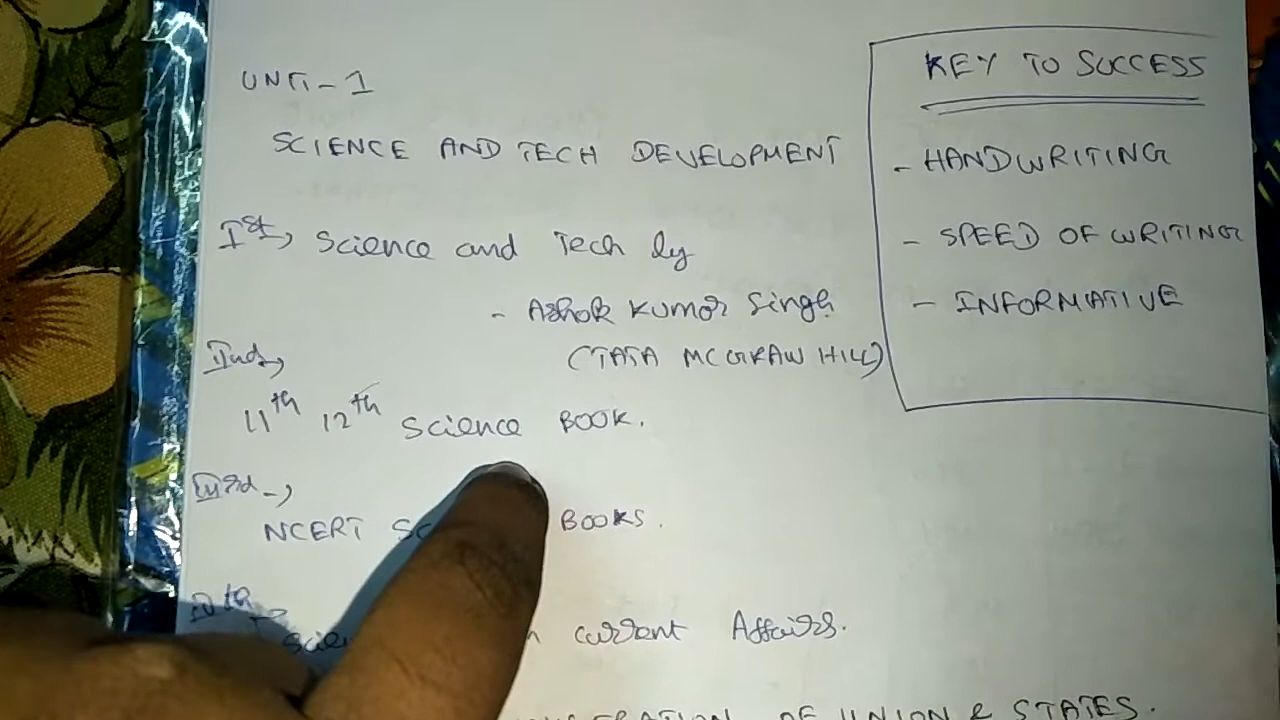 UNIT-1
SCIENCE AND TECH DEVELOPMENT
Ist, Science and Tech by
- Ashok Kumar Singh
(TATA MCGRAW HILL)
IInd,
11th 12th Science BOOK.
IIIrd -,
NCERT BOOKS.
IVth
current Affairs.
OF UNION & STATES.
KEY TO SUCCESS
- HANDWRITING
- SPEED OF WRITING
- INFORMATIVE